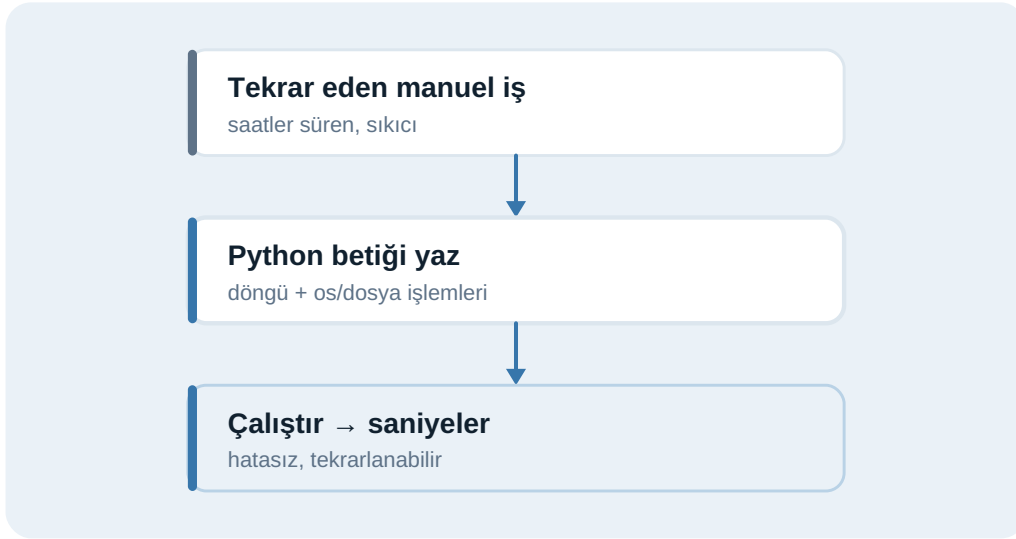 Tekrar eden manuel iş
saatler süren, sıkıcı
Python betiği yaz
döngü + os/dosya işlemleri
Çalıştır → saniyeler
hatasız, tekrarlanabilir